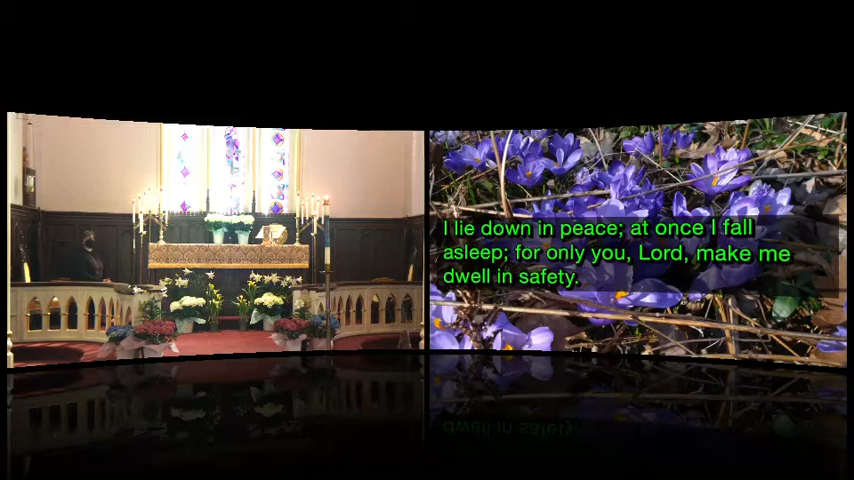 I lie down in peace; at once I fall
asleep; for only you, Lord, make me
dwell in safety.